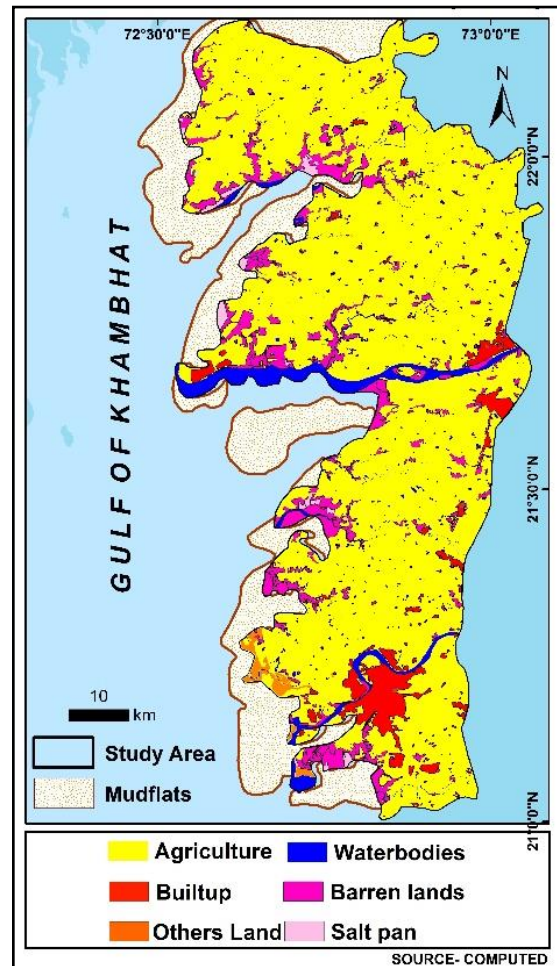 72°30'0"E
73°0'0"E
N
22°0'0"N
GULF OF KHAMBHAT
21°30'0"N
10
km
Study Area
Mudflats
21°0'0"N
Agriculture
Waterbodies
Builtup
Barren lands
Others Land
Salt pan
SOURCE- COMPUTED